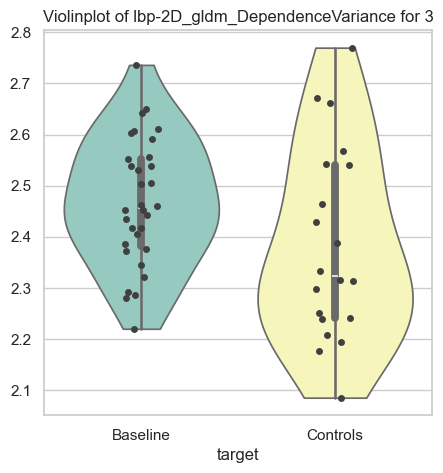 Violinplot of lbp-2D_gldm_DependenceVariance for 3
2.8
2.7
2.6
2.5
2.4
2.3
2.2
2.1
Baseline Controls
target